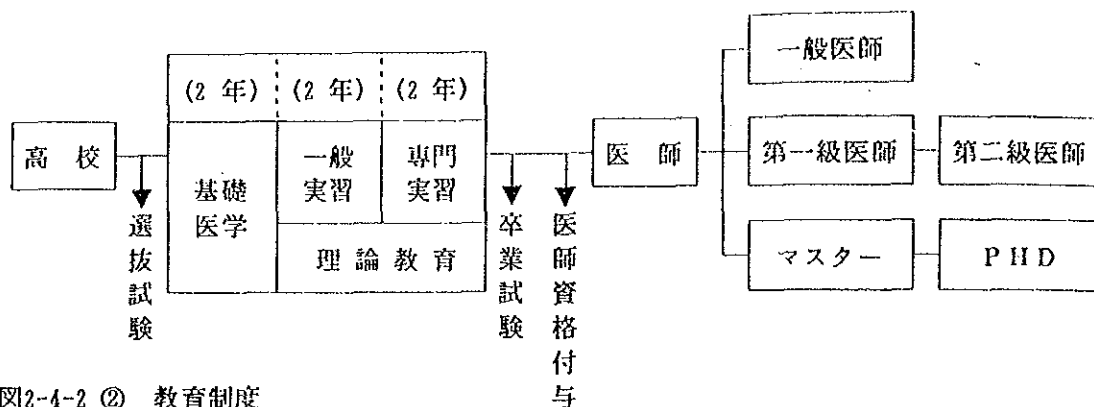 一般医師
(2 年) (2 年) (2 年)
高校 一般 専門 医師 第一級医師 第二級医師
基礎 実習 実習
医学
理論教育
マスター PHD
選抜試験
卒業試験
医師資格付与
図2-4-2 ② 教育制度